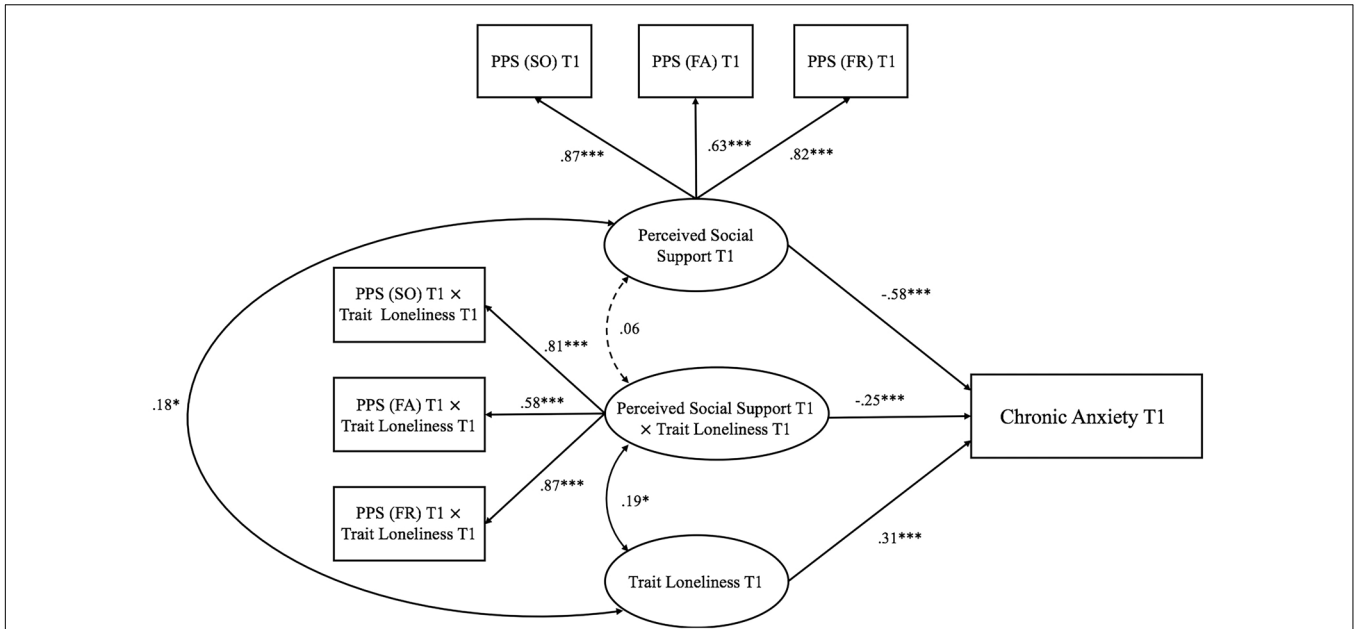 PPS (SO) T1
PPS (FA) T1
PPS (FR) T1
.87***
.63***
.82***
Perceived Social
Support T1
PPS (SO) T1 ×
Trait Loneliness T1
-.58***
.06
.81***
.18*
PPS (FA) T1 ×
Trait Loneliness T1
.58***
Perceived Social Support T1
× Trait Loneliness T1
-.25***
Chronic Anxiety T1
.87***
PPS (FR) T1 ×
Trait Loneliness T1
.19*
.31***
Trait Loneliness T1